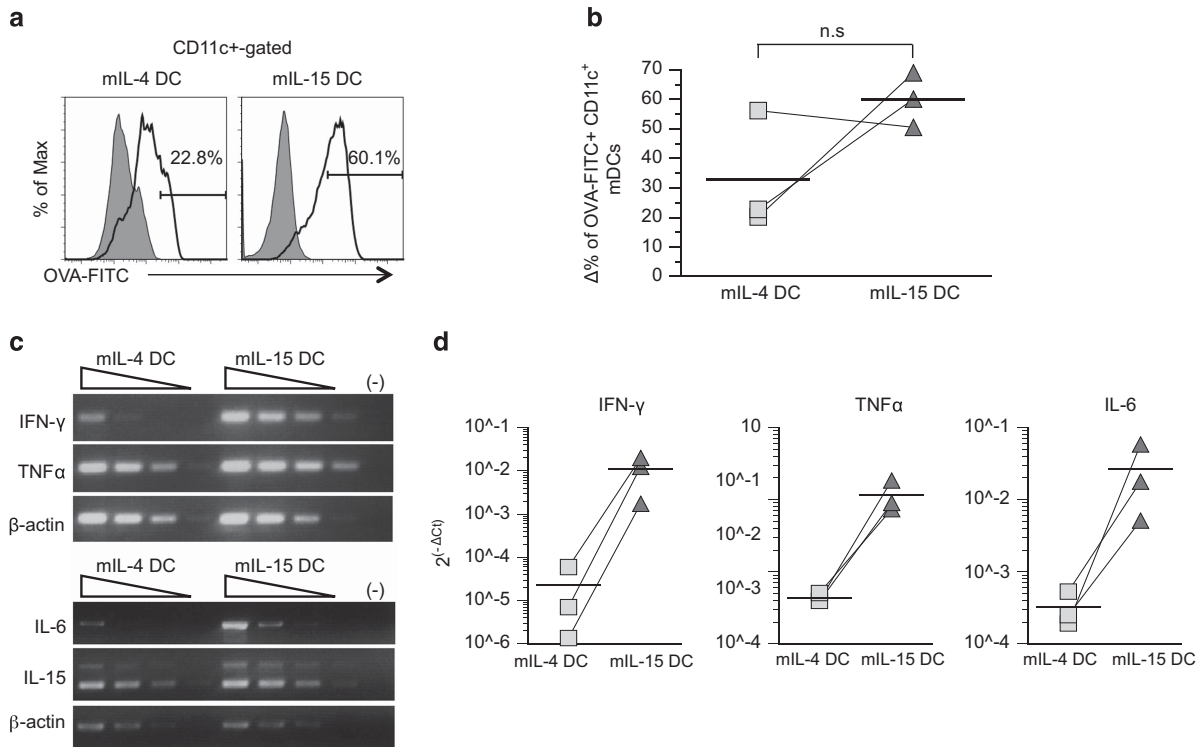 a
CD11c+-gated
mIL-4 DC
mIL-15 DC
% of Max
22.8%
60.1%
OVA-FITC
b
n.s
Δ% of OVA-FITC+ CD11c+
mDCs
70
60
50
40
30
20
10
0
mIL-4 DC
mIL-15 DC
c
mIL-4 DC
mIL-15 DC
(-)
IFN-γ
TNFα
β-actin
mIL-4 DC
mIL-15 DC
(-)
IL-6
IL-15
β-actin
d
2(-ΔCt)
IFN-γ
10^-1
10^-2
10^-3
10^-4
10^-5
10^-6
mIL-4 DC
mIL-15 DC
TNFα
10
10^-1
10^-2
10^-3
10^-4
mIL-4 DC
mIL-15 DC
IL-6
10^-1
10^-2
10^-3
10^-4
mIL-4 DC
mIL-15 DC